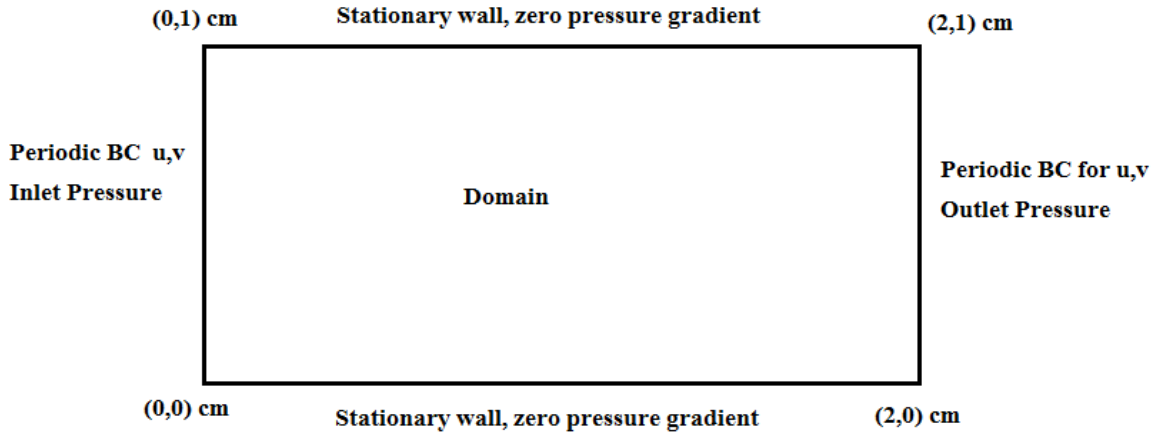 (0,1) cm
Stationary wall, zero pressure gradient
(2,1) cm
Periodic BC u,v
Inlet Pressure
Domain
Periodic BC for u,v
Outlet Pressure
(0,0) cm
Stationary wall, zero pressure gradient
(2,0) cm